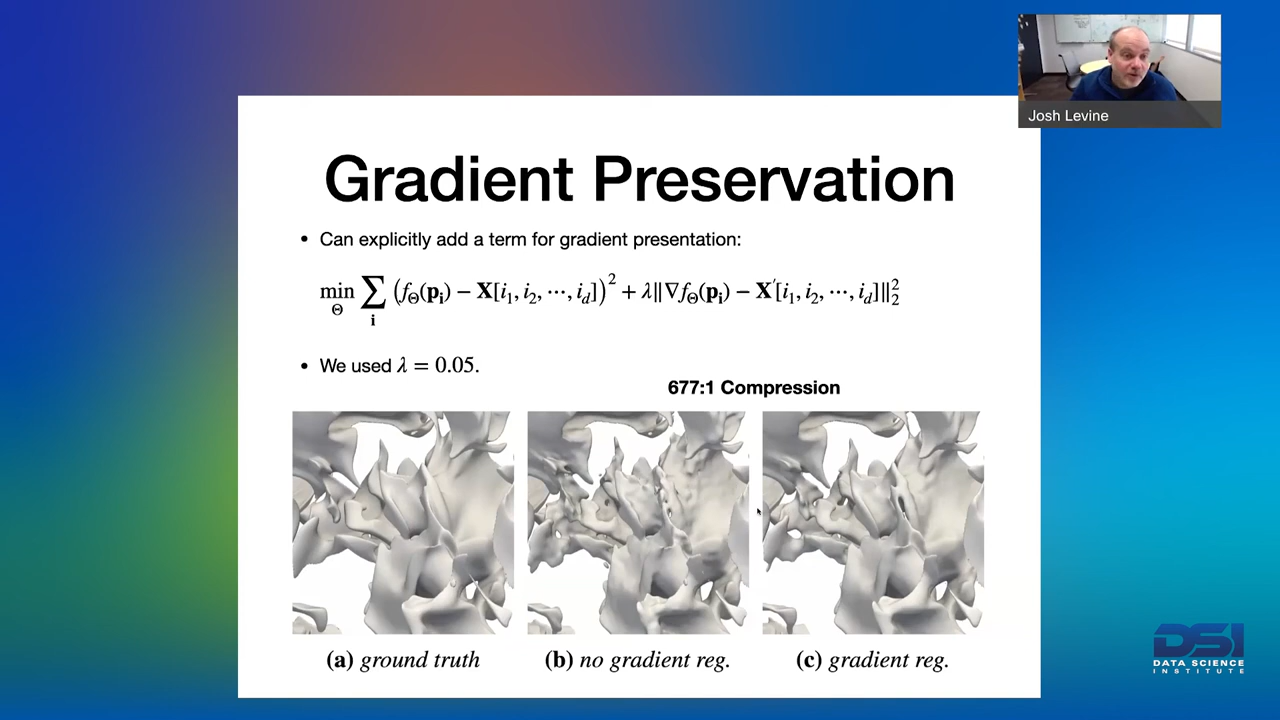 Josh Levine
Gradient Preservation
• Can explicitly add a term for gradient presentation:
min_Θ ∑_i (f_Θ(p_i) − X[i₁, i₂, ⋯, i_d])² + λ‖∇f_Θ(p_i) − X′[i₁, i₂, ⋯, i_d]‖₂²
• We used λ = 0.05.
677:1 Compression
(a) ground truth
(b) no gradient reg.
(c) gradient reg.
DSI
DATA SCIENCE
INSTITUTE